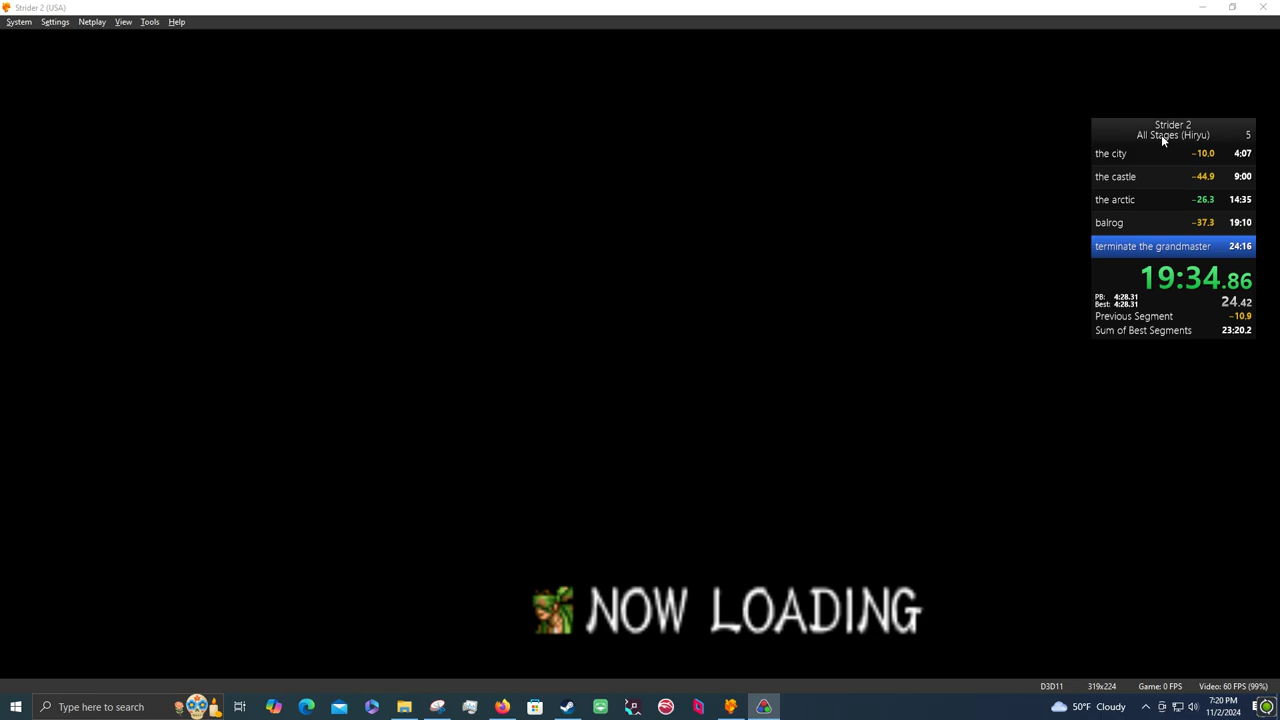 Strider 2 (USA)
System Settings Netplay View Tools Help
Strider 2
All Stages (Hiryu) 5
the city −10.0 4:07
the castle −44.9 9:00
the arctic −26.3 14:35
balrog −37.3 19:10
terminate the grandmaster 24:16
19:34.86
PB: 4:28.31
Best: 4:28.31
24.42
Previous Segment −10.9
Sum of Best Segments 23:20.2
NOW LOADING
D3D11 319x224 Game: 0 FPS Video: 60 FPS (99%)
Type here to search
50°F Cloudy
7:20 PM
11/2/2024